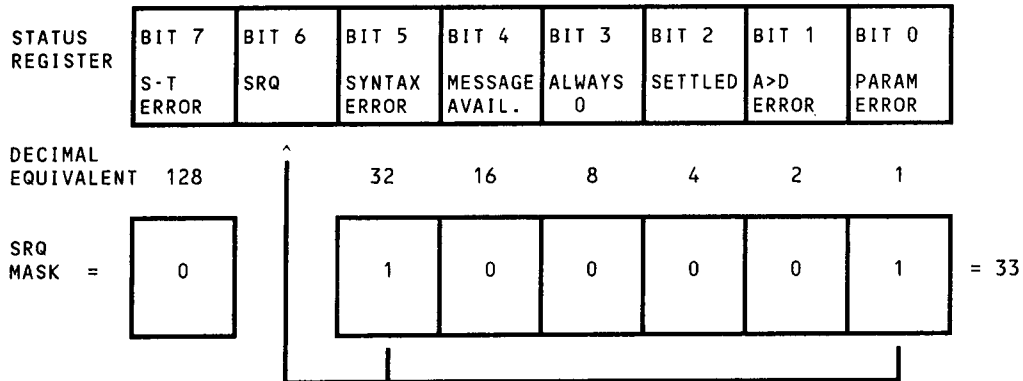 STATUS REGISTER
BIT 7 BIT 6 BIT 5 BIT 4 BIT 3 BIT 2 BIT 1 BIT 0
S-T ERROR SRQ SYNTAX ERROR MESSAGE AVAIL. ALWAYS 0 SETTLED A>D ERROR PARAM ERROR
DECIMAL
EQUIVALENT 128 32 16 8 4 2 1
SRQ
MASK = 0 1 0 0 0 0 1 = 33